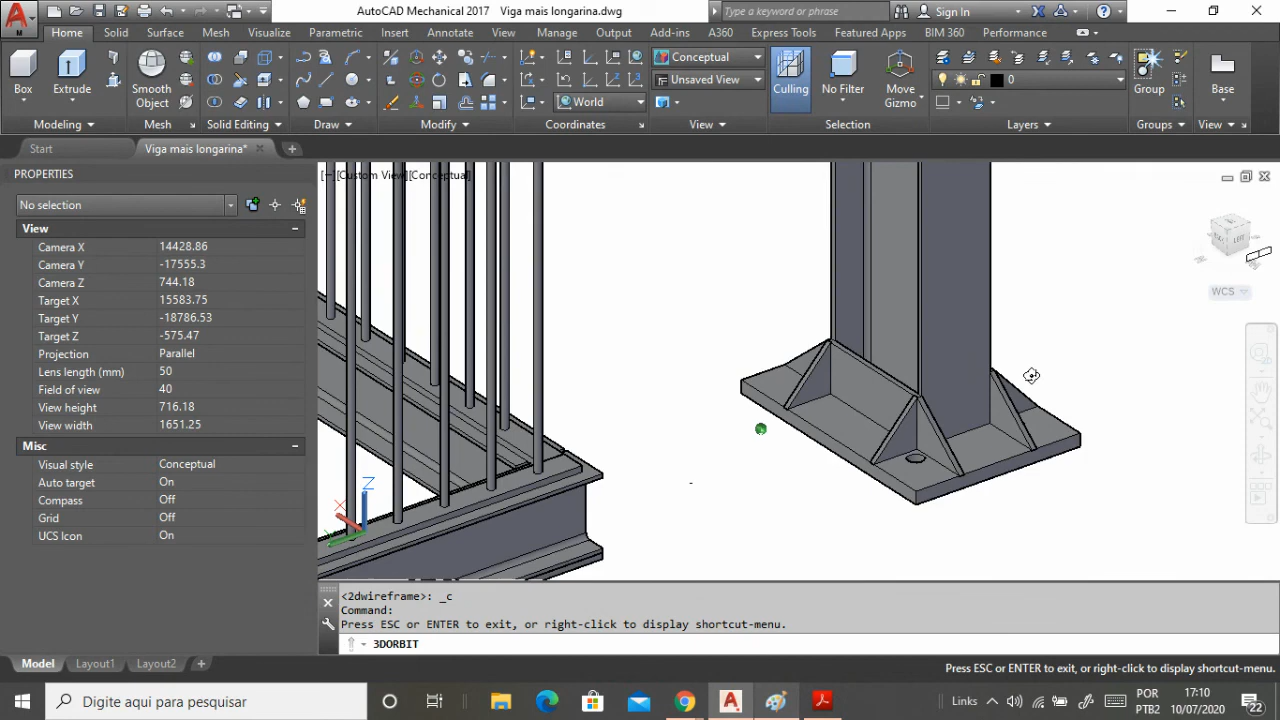 AutoCAD Mechanical 2017 Viga mais longarina.dwg
Type a keyword or phrase
Sign In
M
Home Solid Surface Mesh Visualize Parametric Insert Annotate View Manage Output Add-ins A360 Express Tools Featured Apps BIM 360 Performance
Box Extrude Smooth Object
World
Conceptual
Unsaved View
Culling No Filter Move Gizmo
0
Group Base
Modeling Mesh Solid Editing Draw Modify Coordinates View Selection Layers Groups View
Start Viga mais longarina*
PROPERTIES
No selection
View
Camera X 14428.86
Camera Y -17555.3
Camera Z 744.18
Target X 15583.75
Target Y -18786.53
Target Z -575.47
Projection Parallel
Lens length (mm) 50
Field of view 40
View height 716.18
View width 1651.25
Misc
Visual style Conceptual
Auto target On
Compass Off
Grid Off
UCS Icon On
[−][Custom View][Conceptual]
WCS
Z
X
Y
<2dwireframe>: _c
Command:
Press ESC or ENTER to exit, or right-click to display shortcut-menu.
3DORBIT
Model Layout1 Layout2
Press ESC or ENTER to exit, or right-click to display shortcut-menu.
Digite aqui para pesquisar
Links
POR
PTB2
17:10
10/07/2020
22